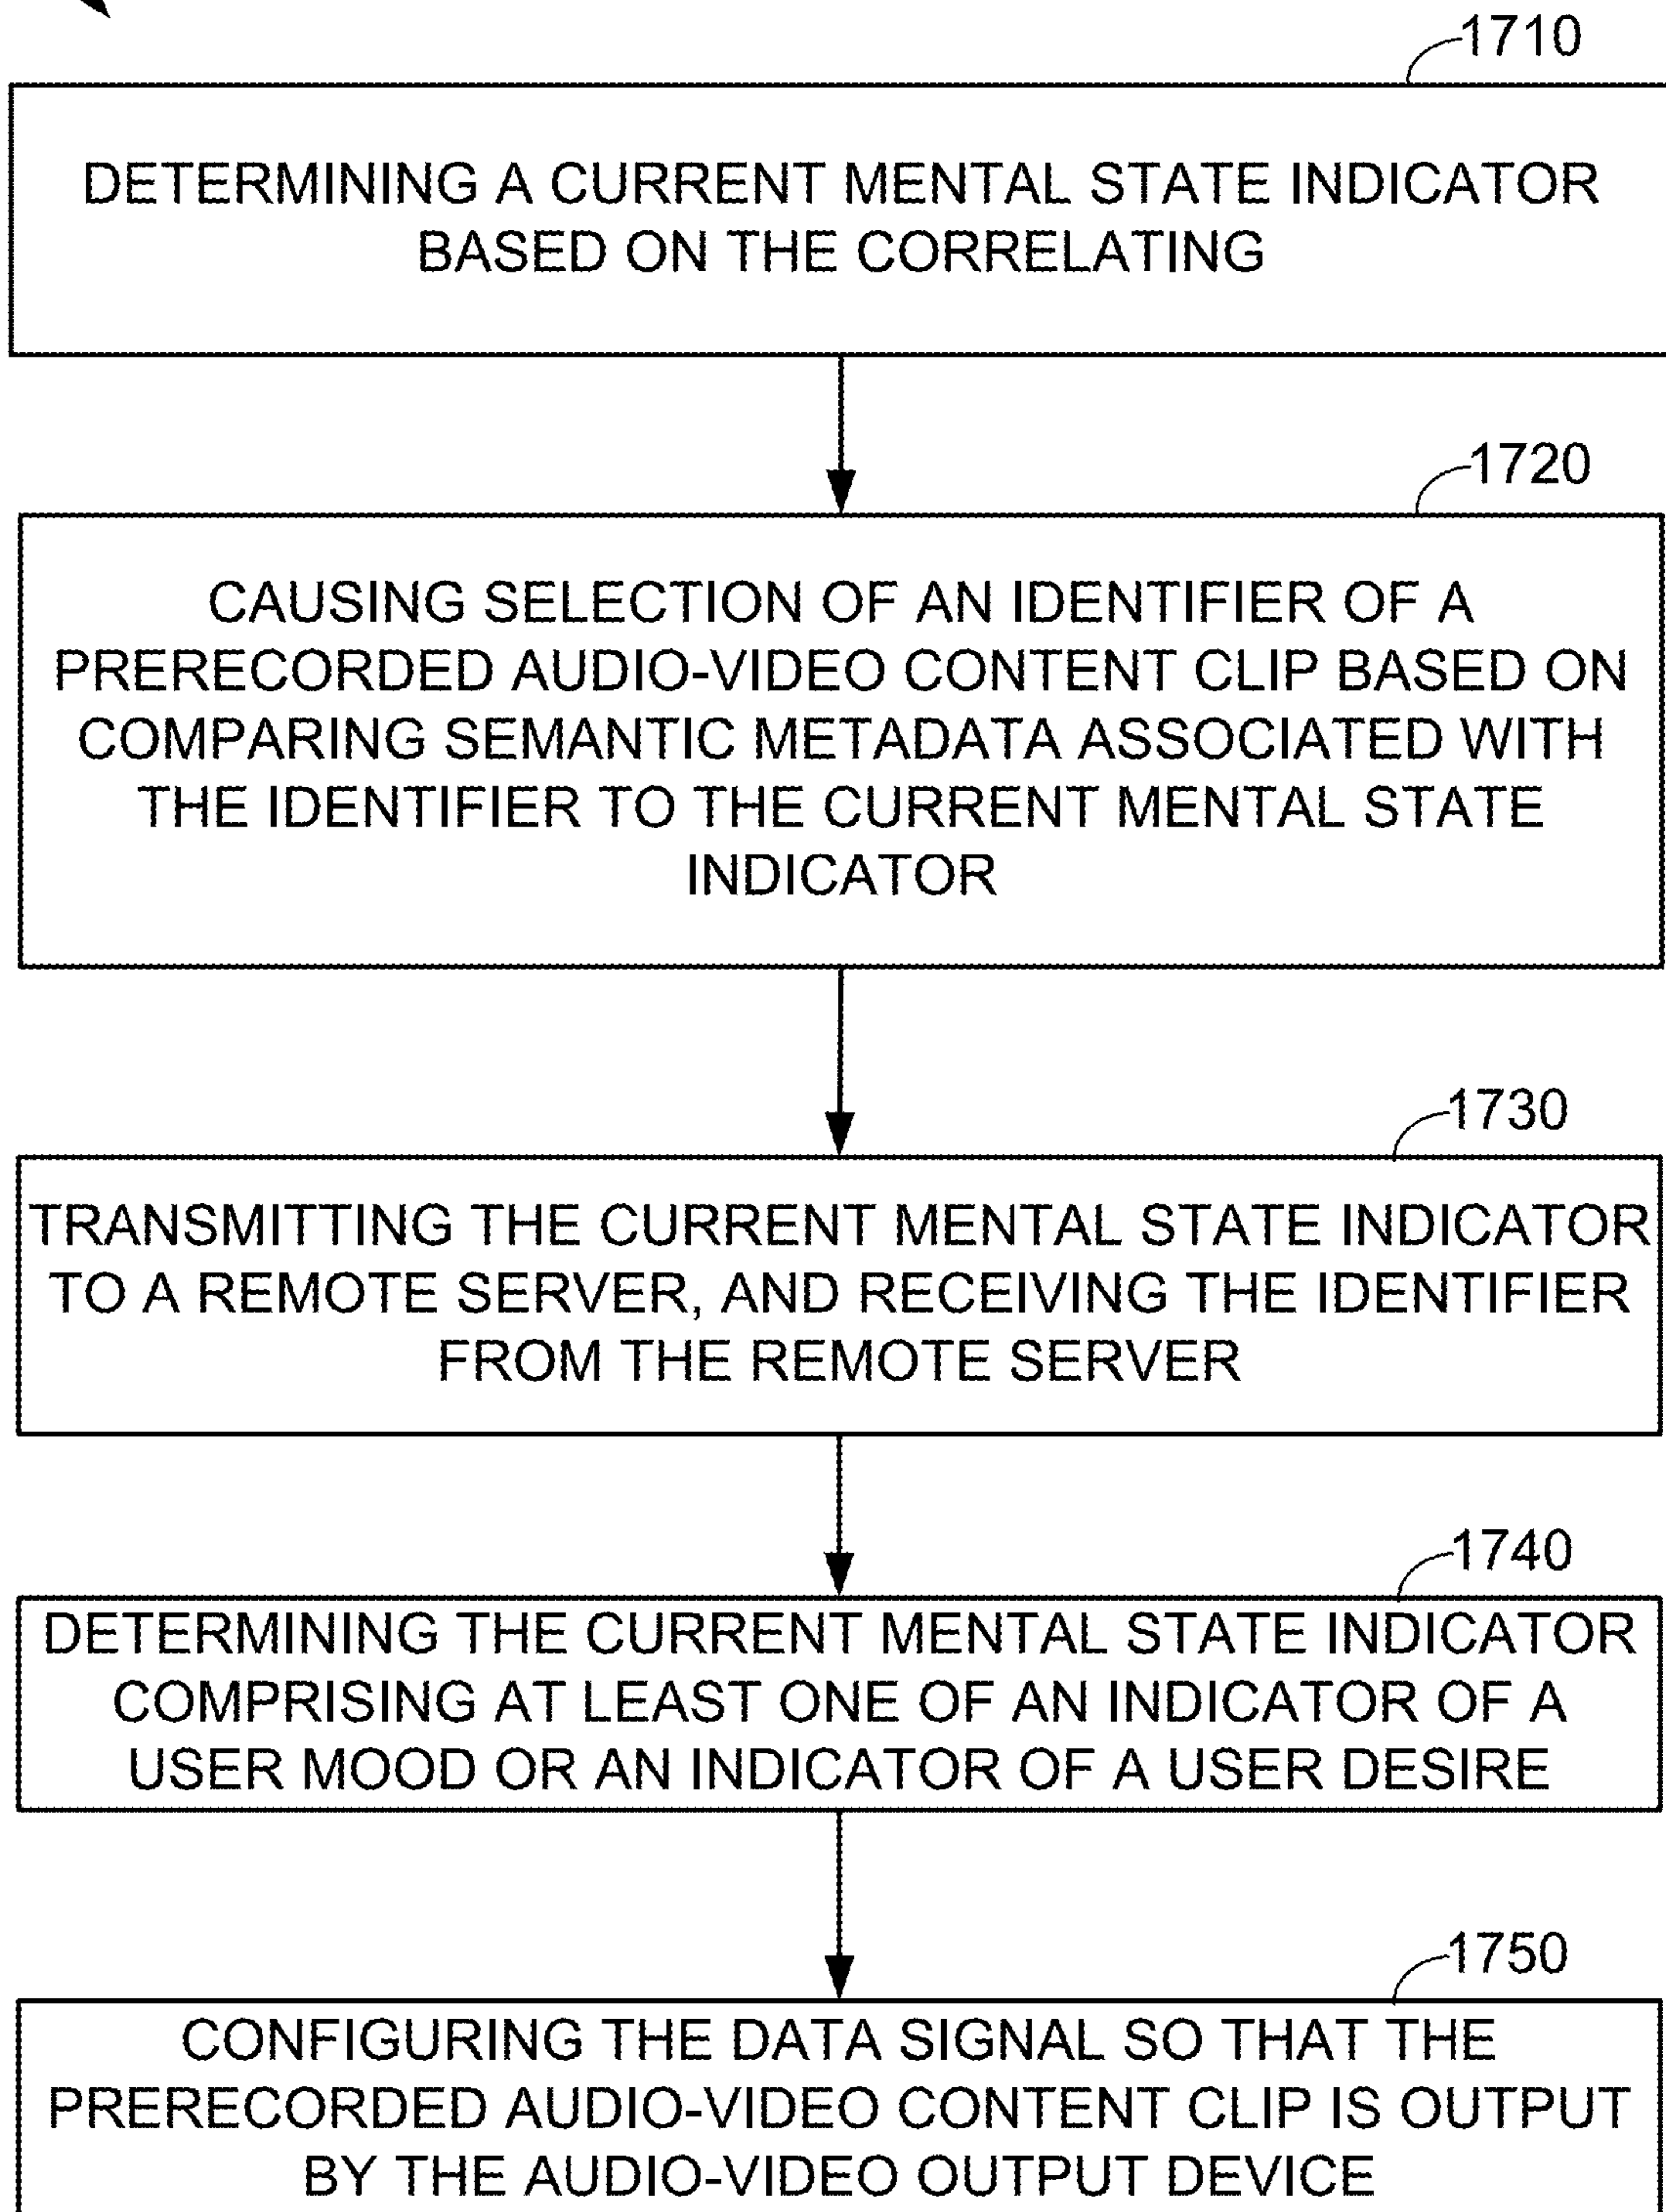 1710
DETERMINING A CURRENT MENTAL STATE INDICATOR
BASED ON THE CORRELATING
1720
CAUSING SELECTION OF AN IDENTIFIER OF A
PRERECORDED AUDIO-VIDEO CONTENT CLIP BASED ON
COMPARING SEMANTIC METADATA ASSOCIATED WITH
THE IDENTIFIER TO THE CURRENT MENTAL STATE
INDICATOR
1730
TRANSMITTING THE CURRENT MENTAL STATE INDICATOR
TO A REMOTE SERVER, AND RECEIVING THE IDENTIFIER
FROM THE REMOTE SERVER
1740
DETERMINING THE CURRENT MENTAL STATE INDICATOR
COMPRISING AT LEAST ONE OF AN INDICATOR OF A
USER MOOD OR AN INDICATOR OF A USER DESIRE
1750
CONFIGURING THE DATA SIGNAL SO THAT THE
PRERECORDED AUDIO-VIDEO CONTENT CLIP IS OUTPUT
BY THE AUDIO-VIDEO OUTPUT DEVICE